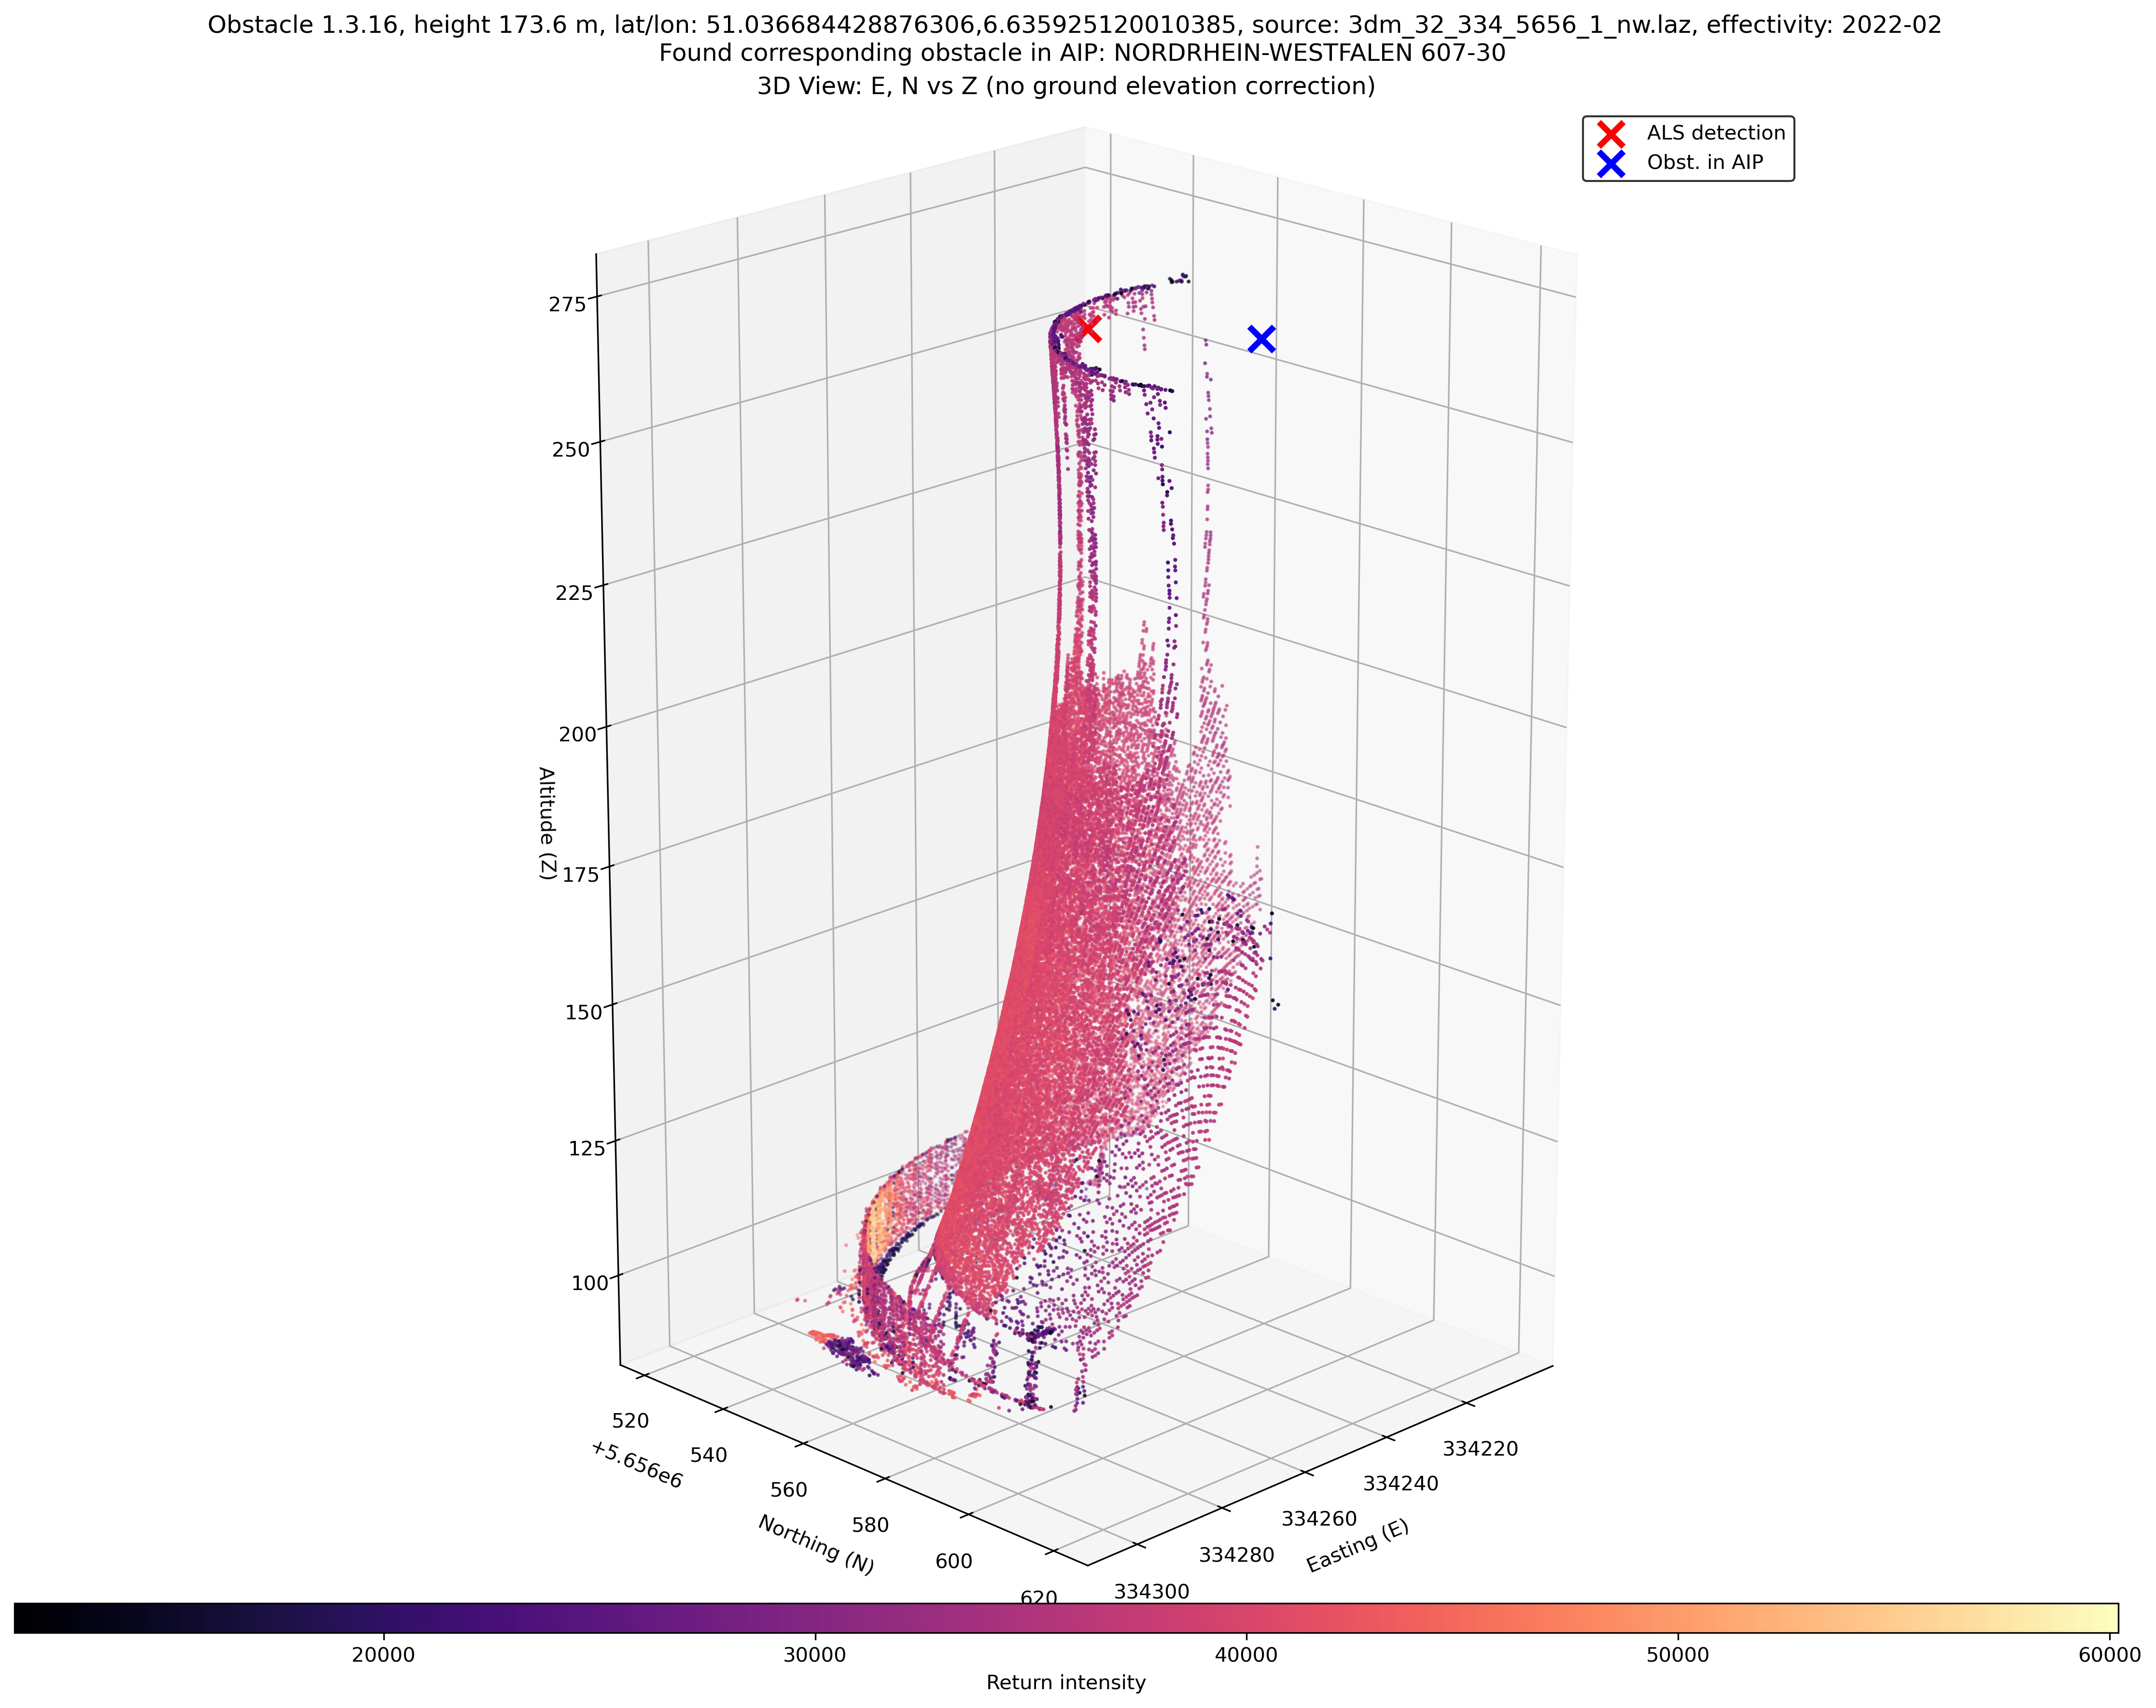 Obstacle 1.3.16, height 173.6 m, lat/lon: 51.036684428876306,6.635925120010385, source: 3dm_32_334_5656_1_nw.laz, effectivity: 2022-02
Found corresponding obstacle in AIP: NORDRHEIN-WESTFALEN 607-30
3D View: E, N vs Z (no ground elevation correction)
ALS detection
Obst. in AIP
275
250
225
200
175
150
125
100
Altitude (Z)
520
540
560
580
600
620
+5.656e6
Northing (N)
334220
334240
334260
334280
334300
Easting (E)
20000
30000
40000
50000
60000
Return intensity